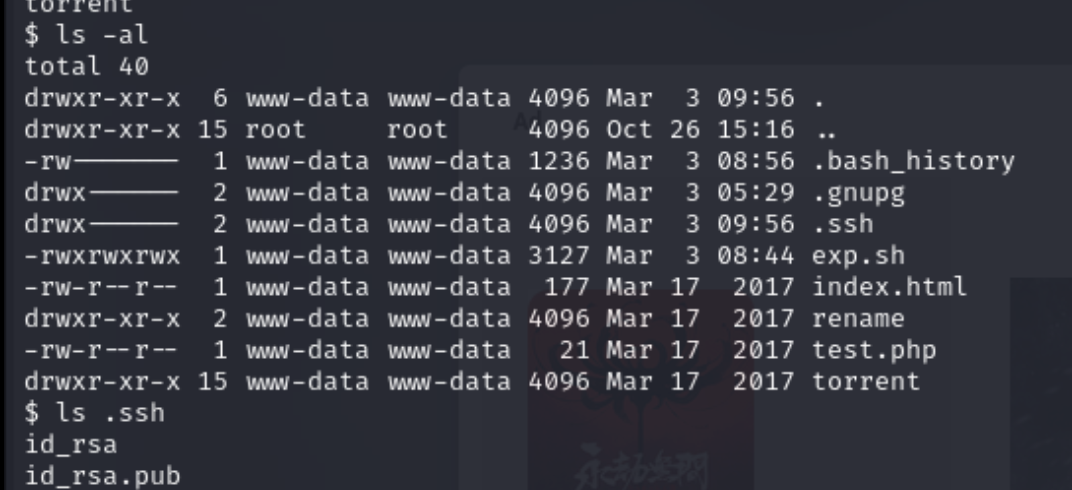 torrent
$ ls -al
total 40
drwxr-xr-x  6 www-data www-data 4096 Mar  3 09:56 .
drwxr-xr-x 15 root     root     4096 Oct 26 15:16 ..
-rw-------  1 www-data www-data 1236 Mar  3 08:56 .bash_history
drwx------  2 www-data www-data 4096 Mar  3 05:29 .gnupg
drwx------  2 www-data www-data 4096 Mar  3 09:56 .ssh
-rwxrwxrwx  1 www-data www-data 3127 Mar  3 08:44 exp.sh
-rw-r--r--  1 www-data www-data  177 Mar 17  2017 index.html
drwxr-xr-x  2 www-data www-data 4096 Mar 17  2017 rename
-rw-r--r--  1 www-data www-data   21 Mar 17  2017 test.php
drwxr-xr-x 15 www-data www-data 4096 Mar 17  2017 torrent
$ ls .ssh
id_rsa
id_rsa.pub